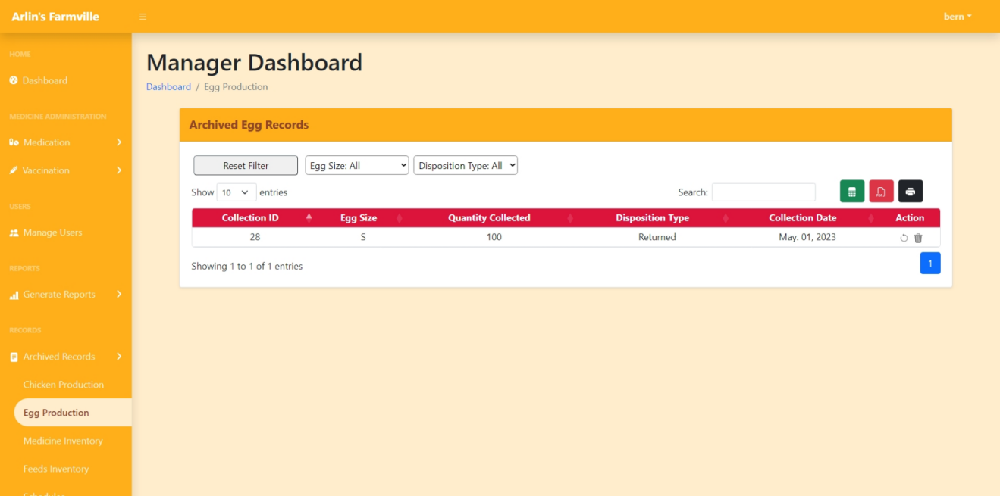 Arlin's Farmville
bern
HOME
Dashboard
MEDICINE ADMINISTRATION
Medication
Vaccination
USERS
Manage Users
REPORTS
Generate Reports
RECORDS
Archived Records
Chicken Production
Egg Production
Medicine Inventory
Feeds Inventory
Schedules
Manager Dashboard
Dashboard / Egg Production
Archived Egg Records
Reset Filter Egg Size: All Disposition Type: All
Show 10 entries Search:
Collection ID Egg Size Quantity Collected Disposition Type Collection Date Action
28 S 100 Returned May. 01, 2023
Showing 1 to 1 of 1 entries 1